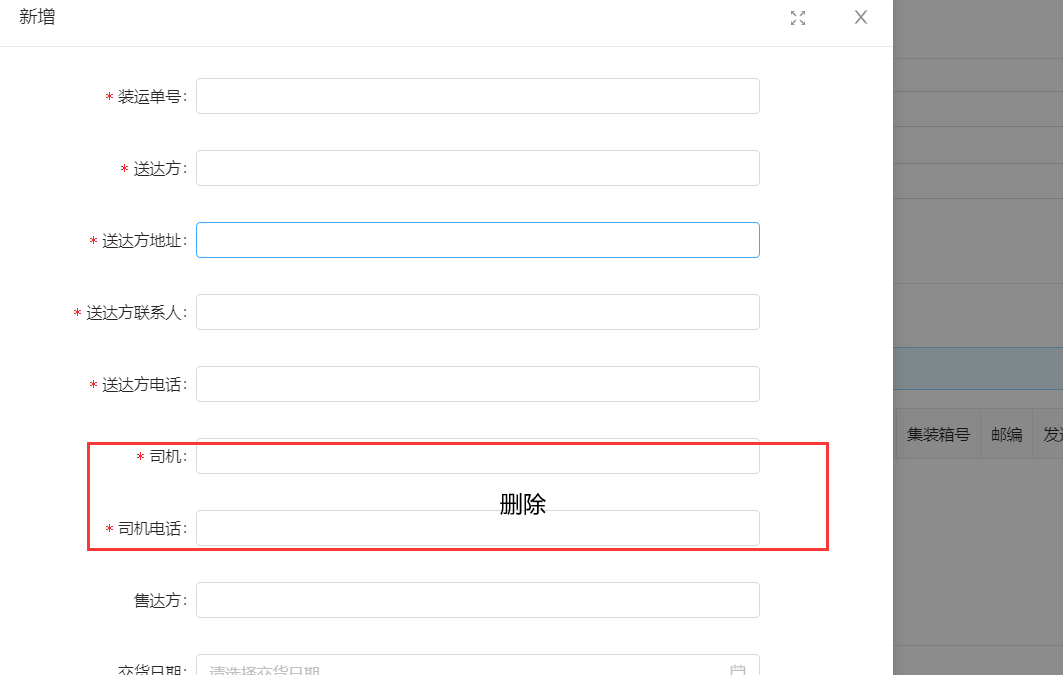 新增
* 装运单号:
* 送达方:
* 送达方地址:
* 送达方联系人:
* 送达方电话:
集装箱号 邮编 发
* 司机:
删除
* 司机电话:
售达方:
交货日期: 请选择交货日期